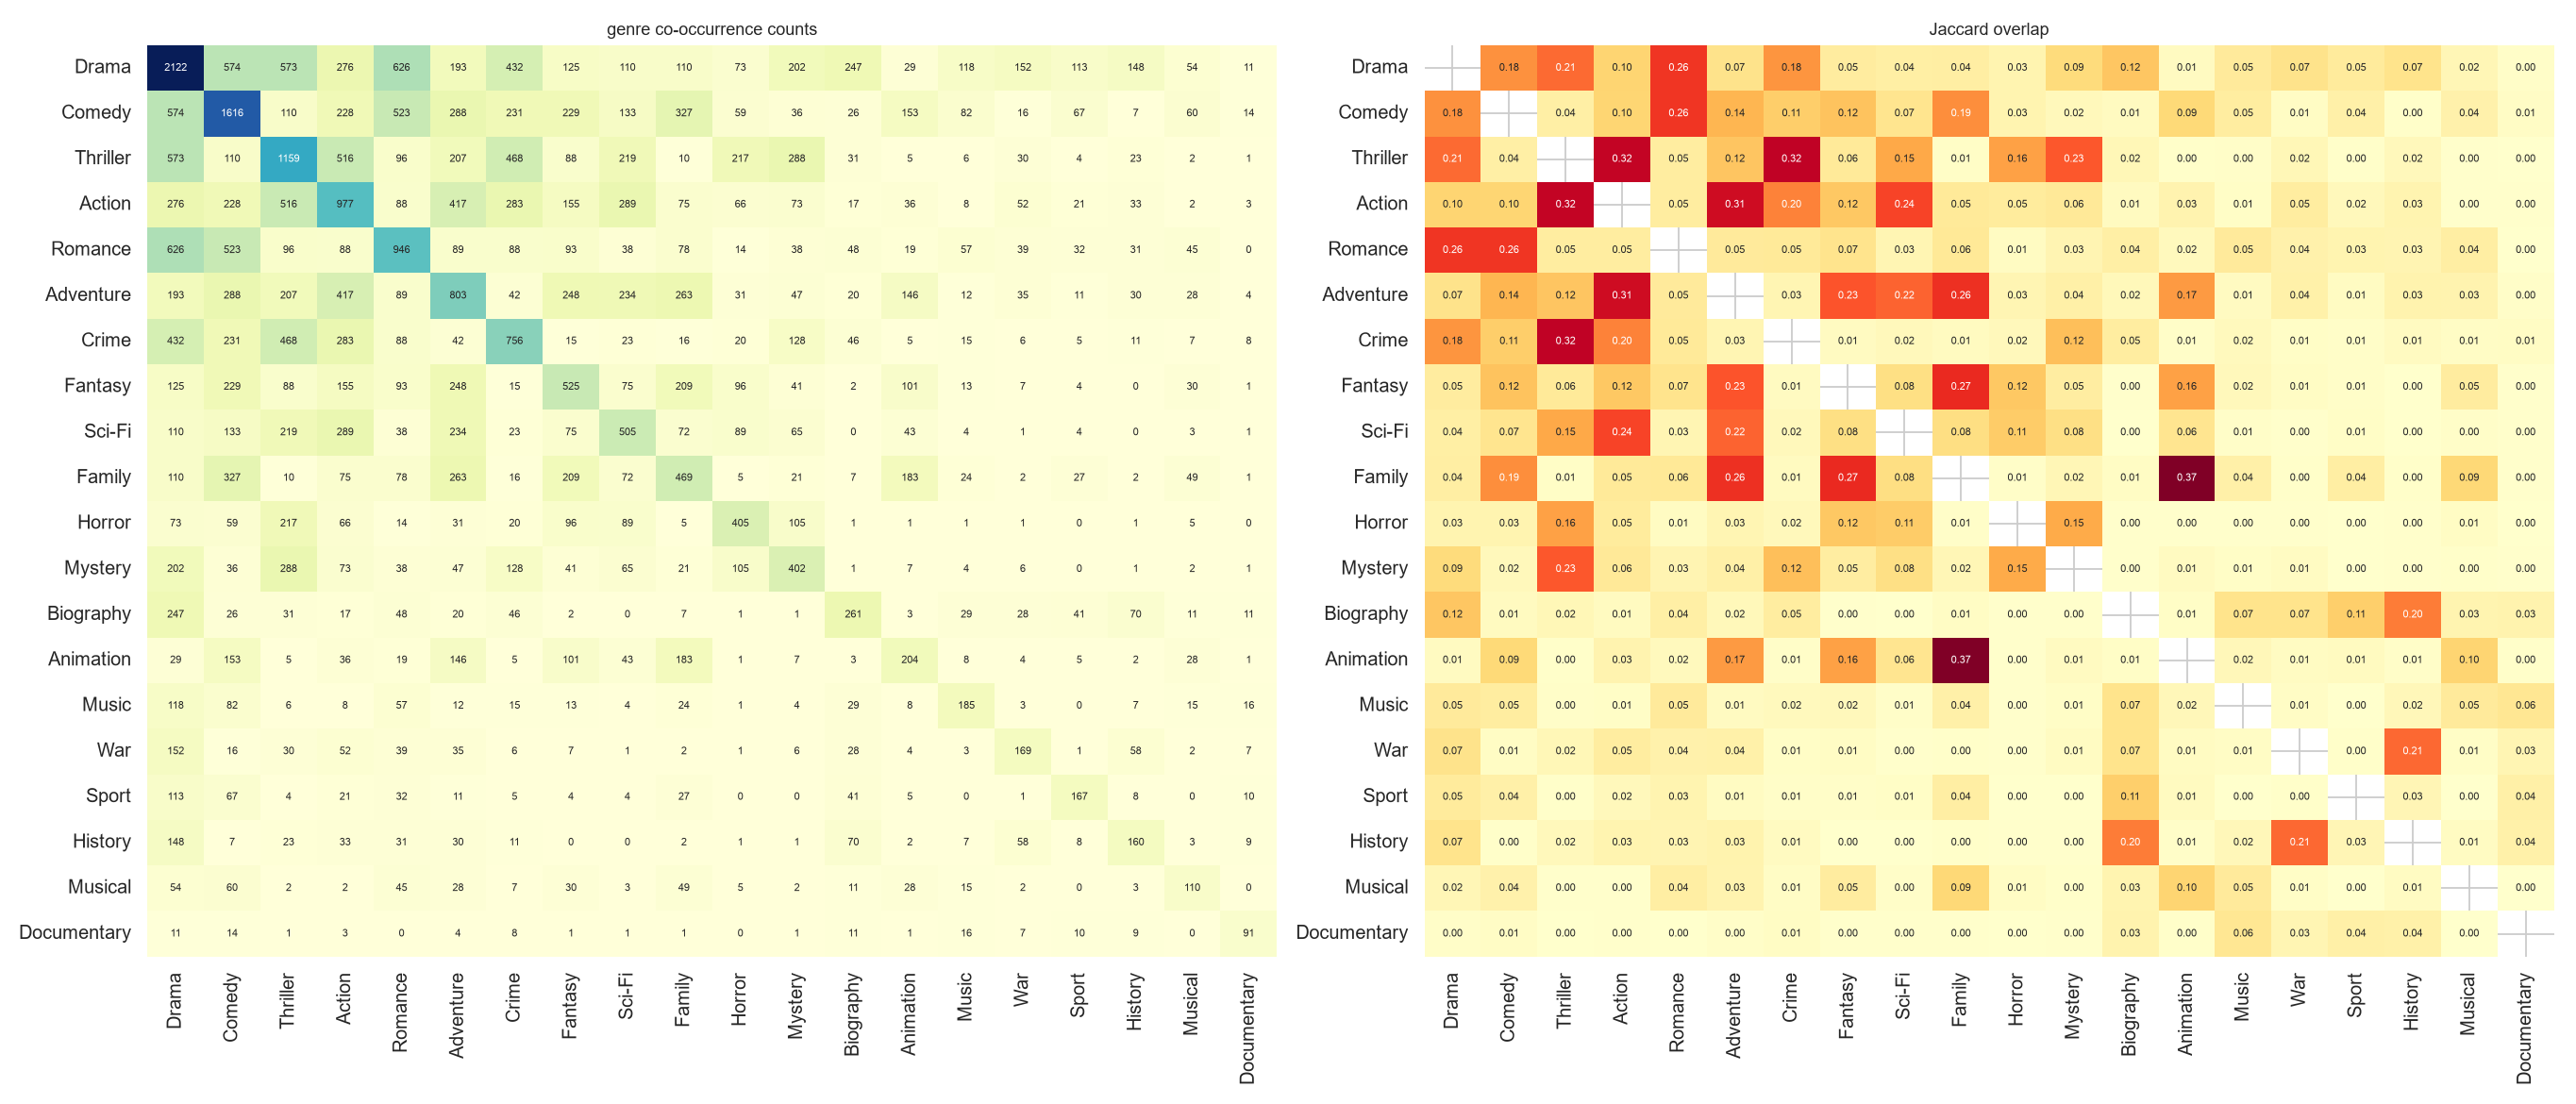 genre co-occurrence counts
Drama 2122 574 573 276 626 193 432 125 110 110 73 202 247 29 118 152 113 148 54 11
Comedy 574 1616 110 228 523 288 231 229 133 327 59 36 26 153 82 16 67 7 60 14
Thriller 573 110 1159 516 96 207 468 88 219 10 217 288 31 5 6 30 4 23 2 1
Action 276 228 516 977 88 417 283 155 289 75 66 73 17 36 8 52 21 33 2 3
Romance 626 523 96 88 946 89 88 93 38 78 14 38 48 19 57 39 32 31 45 0
Adventure 193 288 207 417 89 803 42 248 234 263 31 47 20 146 12 35 11 30 28 4
Crime 432 231 468 283 88 42 756 15 23 16 20 128 46 5 15 6 5 11 7 8
Fantasy 125 229 88 155 93 248 15 525 75 209 96 41 2 101 13 7 4 0 30 1
Sci-Fi 110 133 219 289 38 234 23 75 505 72 89 65 0 43 4 1 4 0 3 1
Family 110 327 10 75 78 263 16 209 72 469 5 21 7 183 24 2 27 2 49 1
Horror 73 59 217 66 14 31 20 96 89 5 405 105 1 1 1 1 0 1 5 0
Mystery 202 36 288 73 38 47 128 41 65 21 105 402 1 7 4 6 0 1 2 1
Biography 247 26 31 17 48 20 46 2 0 7 1 1 261 3 29 28 41 70 11 11
Animation 29 153 5 36 19 146 5 101 43 183 1 7 3 204 8 4 5 2 28 1
Music 118 82 6 8 57 12 15 13 4 24 1 4 29 8 185 3 0 7 15 16
War 152 16 30 52 39 35 6 7 1 2 1 6 28 4 3 169 1 58 2 7
Sport 113 67 4 21 32 11 5 4 4 27 0 0 41 5 0 1 167 8 0 10
History 148 7 23 33 31 30 11 0 0 2 1 1 70 2 7 58 8 160 3 9
Musical 54 60 2 2 45 28 7 30 3 49 5 2 11 28 15 2 0 3 110 0
Documentary 11 14 1 3 0 4 8 1 1 1 0 1 11 1 16 7 10 9 0 91
Drama Comedy Thriller Action Romance Adventure Crime Fantasy Sci-Fi Family Horror Mystery Biography Animation Music War Sport History Musical Documentary
Jaccard overlap
Drama 0.18 0.21 0.10 0.26 0.07 0.18 0.05 0.04 0.04 0.03 0.09 0.12 0.01 0.05 0.07 0.05 0.07 0.02 0.00
Comedy 0.18 0.04 0.10 0.26 0.14 0.11 0.12 0.07 0.19 0.03 0.02 0.01 0.09 0.05 0.01 0.04 0.00 0.04 0.01
Thriller 0.21 0.04 0.32 0.05 0.12 0.32 0.06 0.15 0.01 0.16 0.23 0.02 0.00 0.00 0.02 0.00 0.02 0.00 0.00
Action 0.10 0.10 0.32 0.05 0.31 0.20 0.12 0.24 0.05 0.05 0.06 0.01 0.03 0.01 0.05 0.02 0.03 0.00 0.00
Romance 0.26 0.26 0.05 0.05 0.05 0.05 0.07 0.03 0.06 0.01 0.03 0.04 0.02 0.05 0.04 0.03 0.03 0.04 0.00
Adventure 0.07 0.14 0.12 0.31 0.05 0.03 0.23 0.22 0.26 0.03 0.04 0.02 0.17 0.01 0.04 0.01 0.03 0.03 0.00
Crime 0.18 0.11 0.32 0.20 0.05 0.03 0.01 0.02 0.01 0.02 0.12 0.05 0.01 0.02 0.01 0.01 0.01 0.01 0.01
Fantasy 0.05 0.12 0.06 0.12 0.07 0.23 0.01 0.08 0.27 0.12 0.05 0.00 0.16 0.02 0.01 0.01 0.00 0.05 0.00
Sci-Fi 0.04 0.07 0.15 0.24 0.03 0.22 0.02 0.08 0.08 0.11 0.08 0.00 0.06 0.01 0.00 0.01 0.00 0.00 0.00
Family 0.04 0.19 0.01 0.05 0.06 0.26 0.01 0.27 0.08 0.01 0.02 0.01 0.37 0.04 0.00 0.04 0.00 0.09 0.00
Horror 0.03 0.03 0.16 0.05 0.01 0.03 0.02 0.12 0.11 0.01 0.15 0.00 0.00 0.00 0.00 0.00 0.00 0.01 0.00
Mystery 0.09 0.02 0.23 0.06 0.03 0.04 0.12 0.05 0.08 0.02 0.15 0.00 0.01 0.01 0.01 0.00 0.00 0.00 0.00
Biography 0.12 0.01 0.02 0.01 0.04 0.02 0.05 0.00 0.00 0.01 0.00 0.00 0.01 0.07 0.07 0.11 0.20 0.03 0.03
Animation 0.01 0.09 0.00 0.03 0.02 0.17 0.01 0.16 0.06 0.37 0.00 0.01 0.01 0.02 0.01 0.01 0.01 0.10 0.00
Music 0.05 0.05 0.00 0.01 0.05 0.01 0.02 0.02 0.01 0.04 0.00 0.01 0.07 0.02 0.01 0.00 0.02 0.05 0.06
War 0.07 0.01 0.02 0.05 0.04 0.04 0.01 0.01 0.00 0.00 0.00 0.01 0.07 0.01 0.01 0.00 0.21 0.01 0.03
Sport 0.05 0.04 0.00 0.02 0.03 0.01 0.01 0.01 0.01 0.04 0.00 0.00 0.11 0.01 0.00 0.00 0.03 0.00 0.04
History 0.07 0.00 0.02 0.03 0.03 0.03 0.01 0.00 0.00 0.00 0.00 0.00 0.20 0.01 0.02 0.21 0.03 0.01 0.04
Musical 0.02 0.04 0.00 0.00 0.04 0.03 0.01 0.05 0.00 0.09 0.01 0.00 0.03 0.10 0.05 0.01 0.00 0.01 0.00
Documentary 0.00 0.01 0.00 0.00 0.00 0.00 0.01 0.00 0.00 0.00 0.00 0.00 0.03 0.00 0.06 0.03 0.04 0.04 0.00
Drama Comedy Thriller Action Romance Adventure Crime Fantasy Sci-Fi Family Horror Mystery Biography Animation Music War Sport History Musical Documentary